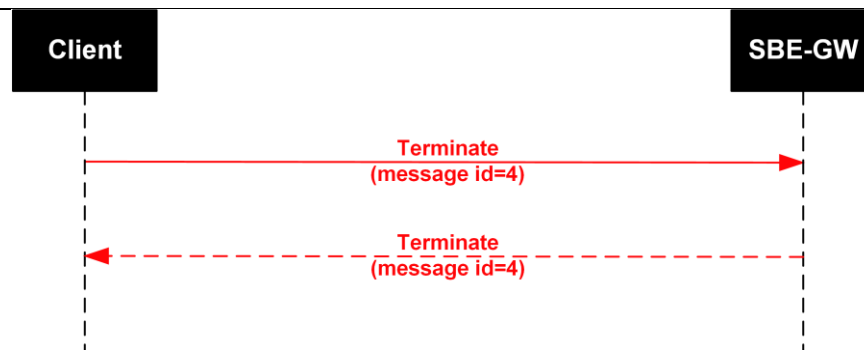 Client
SBE-GW
Terminate
(message id=4)
Terminate
(message id=4)